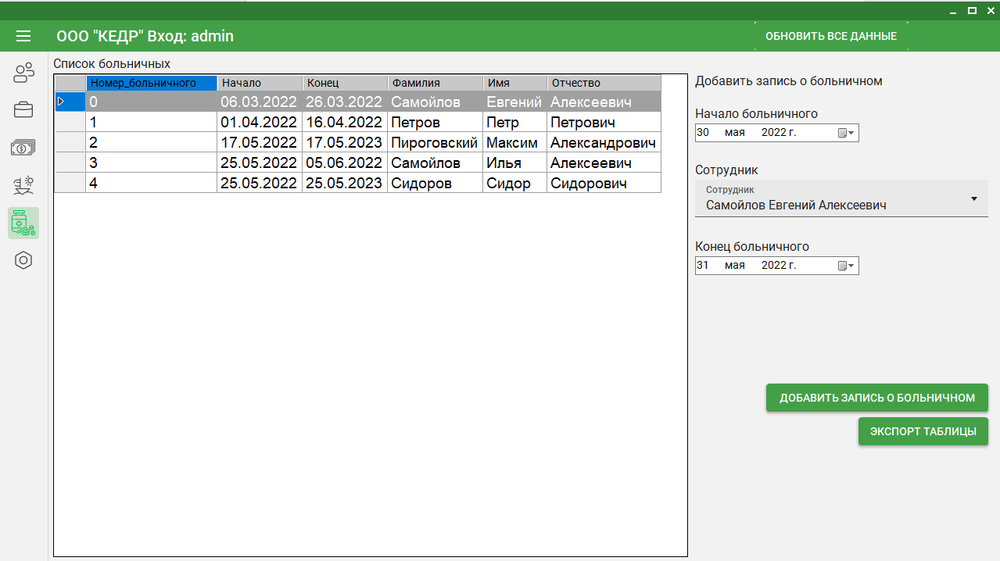 ООО "КЕДР" Вход: admin
ОБНОВИТЬ ВСЕ ДАННЫЕ
Список больничных
Номер_больничного Начало Конец Фамилия Имя Отчество
0 06.03.2022 26.03.2022 Самойлов Евгений Алексеевич
1 01.04.2022 16.04.2022 Петров Петр Петрович
2 17.05.2022 17.05.2023 Пироговский Максим Александрович
3 25.05.2022 05.06.2022 Самойлов Илья Алексеевич
4 25.05.2022 25.05.2023 Сидоров Сидор Сидорович
Добавить запись о больничном
Начало больничного
30 мая 2022 г.
Сотрудник
Сотрудник
Самойлов Евгений Алексеевич
Конец больничного
31 мая 2022 г.
ДОБАВИТЬ ЗАПИСЬ О БОЛЬНИЧНОМ
ЭКСПОРТ ТАБЛИЦЫ